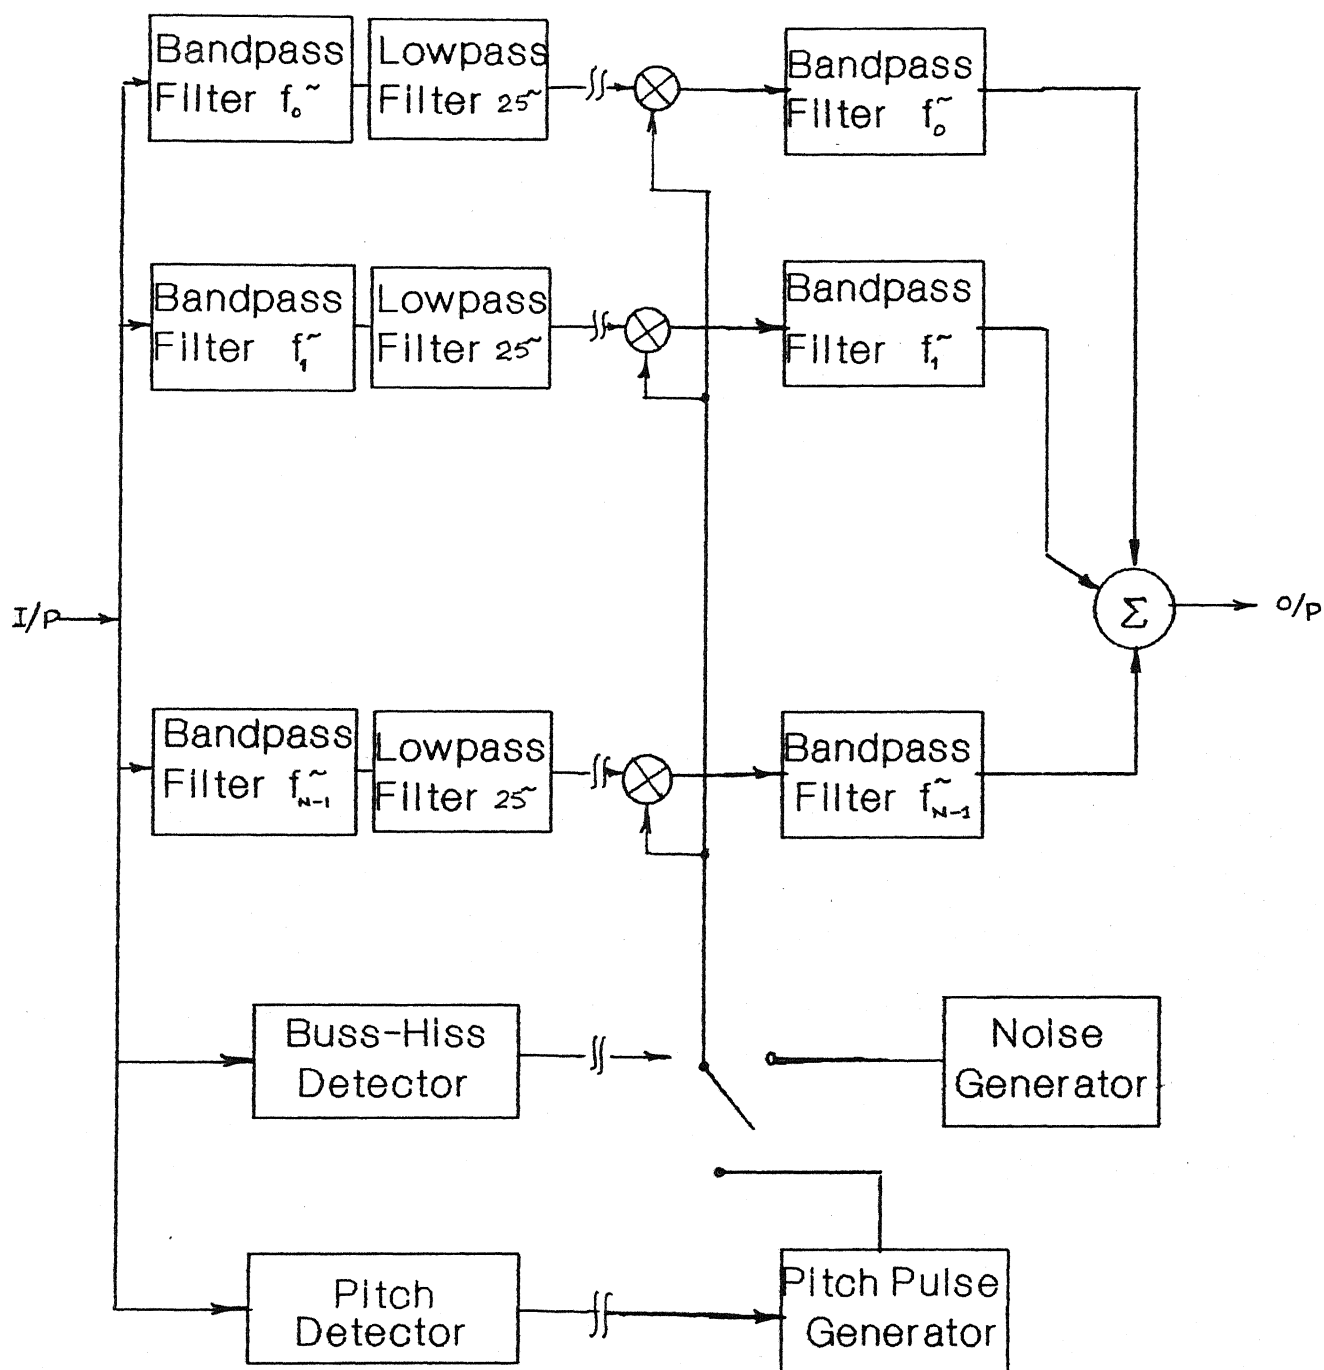 Bandpass
Filter f₀~
Lowpass
Filter 25~
Bandpass
Filter f₀~
Bandpass
Filter f₁~
Lowpass
Filter 25~
Bandpass
Filter f₁~
I/P
Σ
O/P
Bandpass
Filter f_N-1~
Lowpass
Filter 25~
Bandpass
Filter f_N-1~
Buss-Hiss
Detector
Noise
Generator
Pitch
Detector
Pitch Pulse
Generator